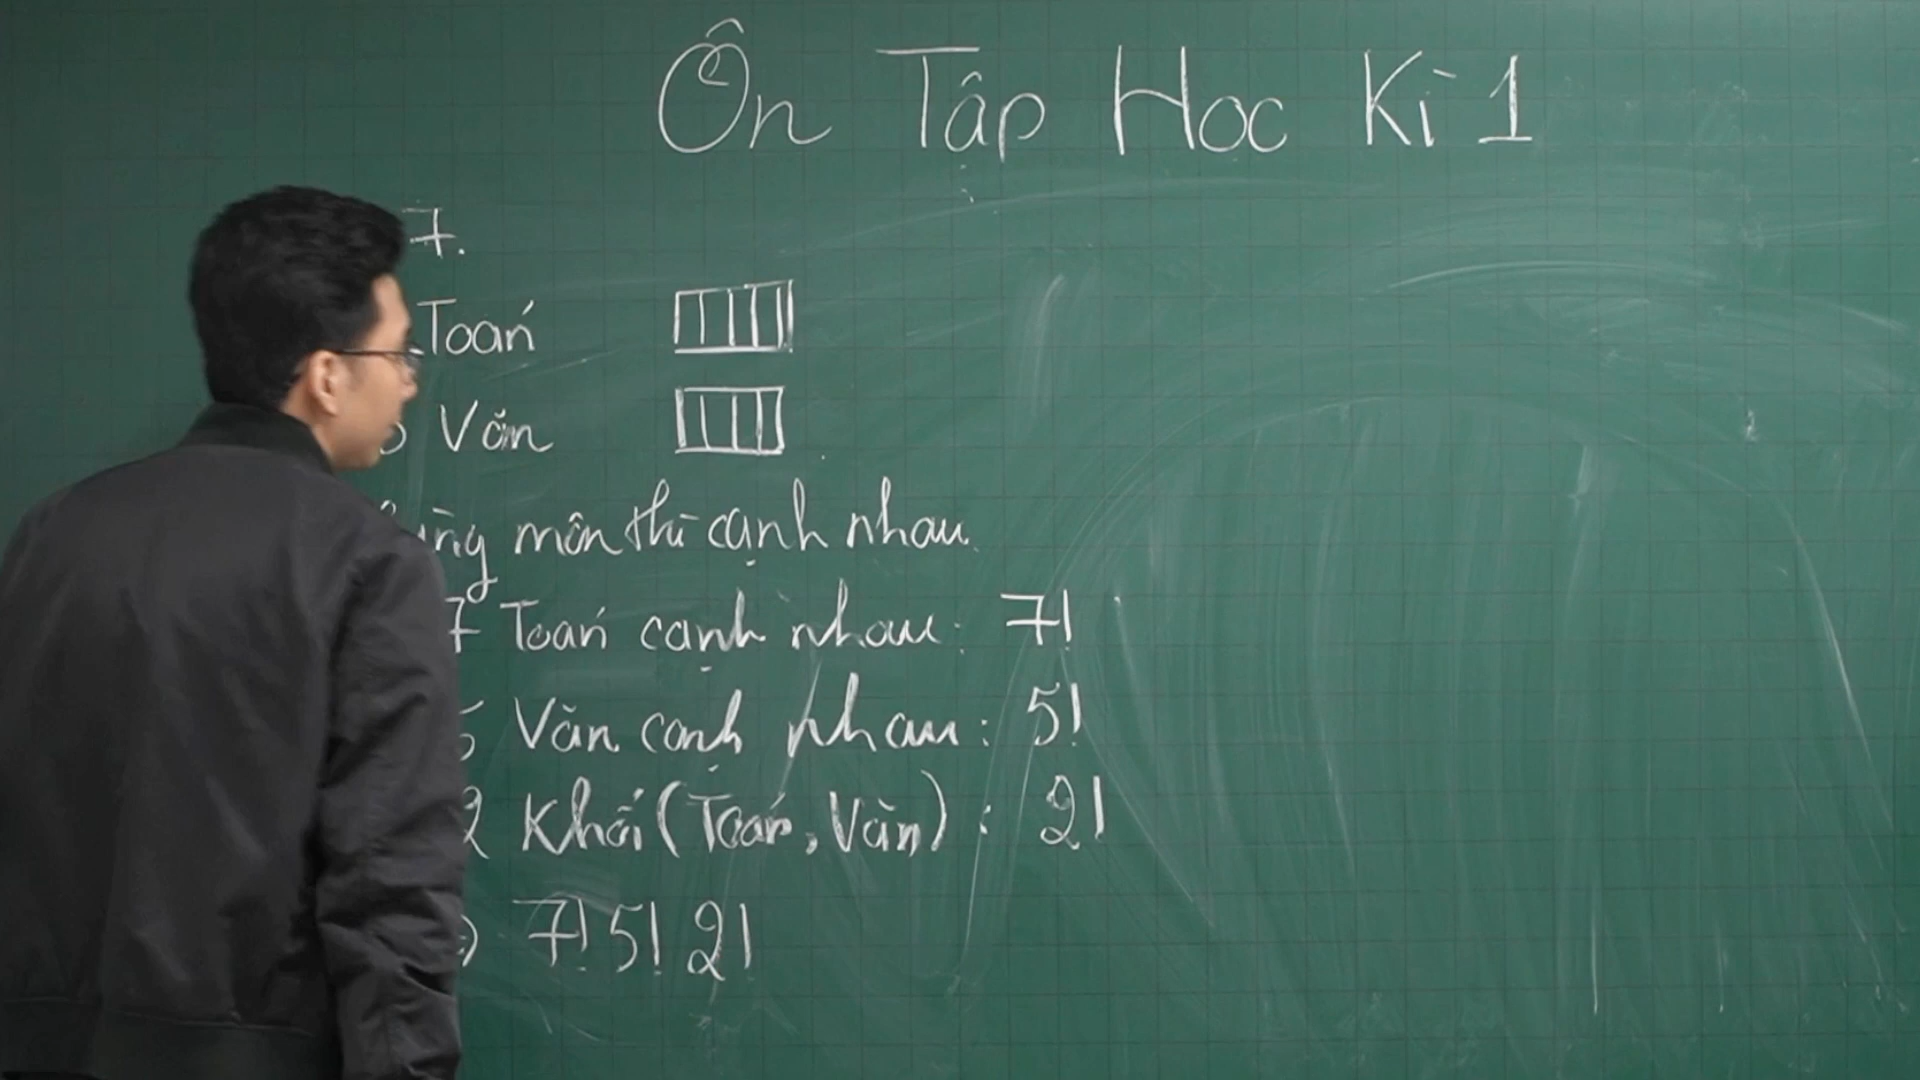 Ôn Tập Học Kì 1
7.
Toán
Văn
môn thì cạnh nhau.
7 Toán cạnh nhau: 7!
5 Văn cạnh nhau: 5!
2 Khối (Toán, Văn): 2!
7! 5! 2!